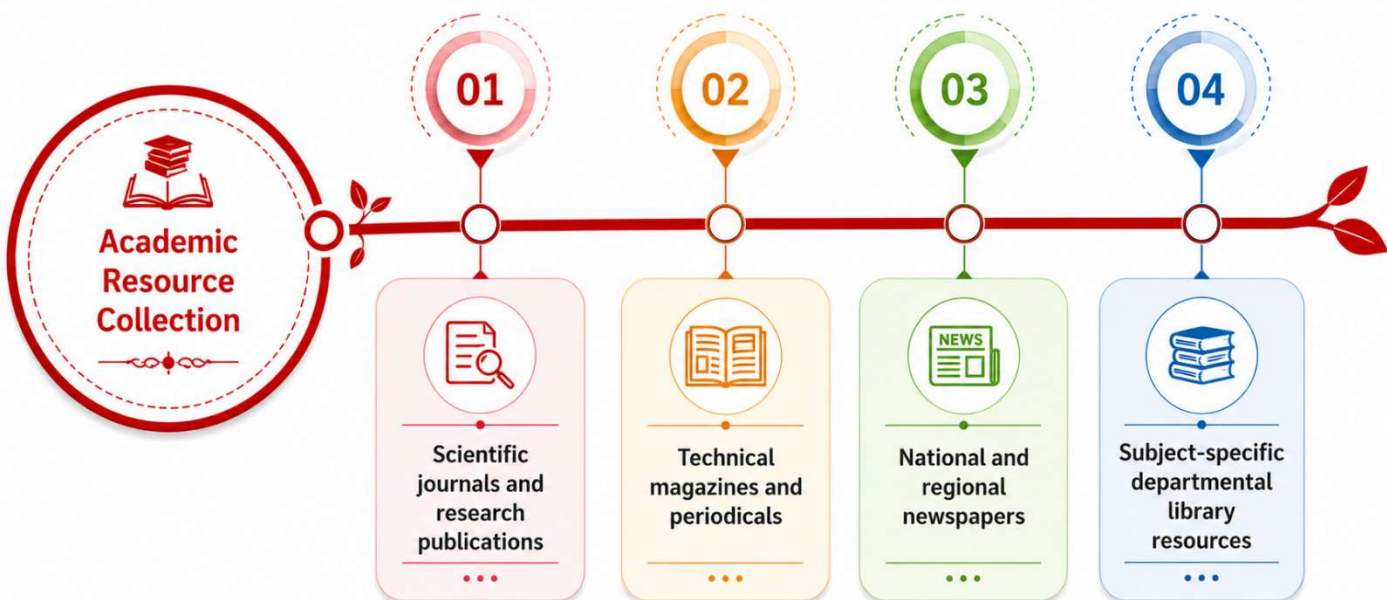 Academic
Resource
Collection
01
02
03
04
Scientific
journals and
research
publications
Technical
magazines and
periodicals
NEWS
National and
regional
newspapers
Subject-specific
departmental
library
resources